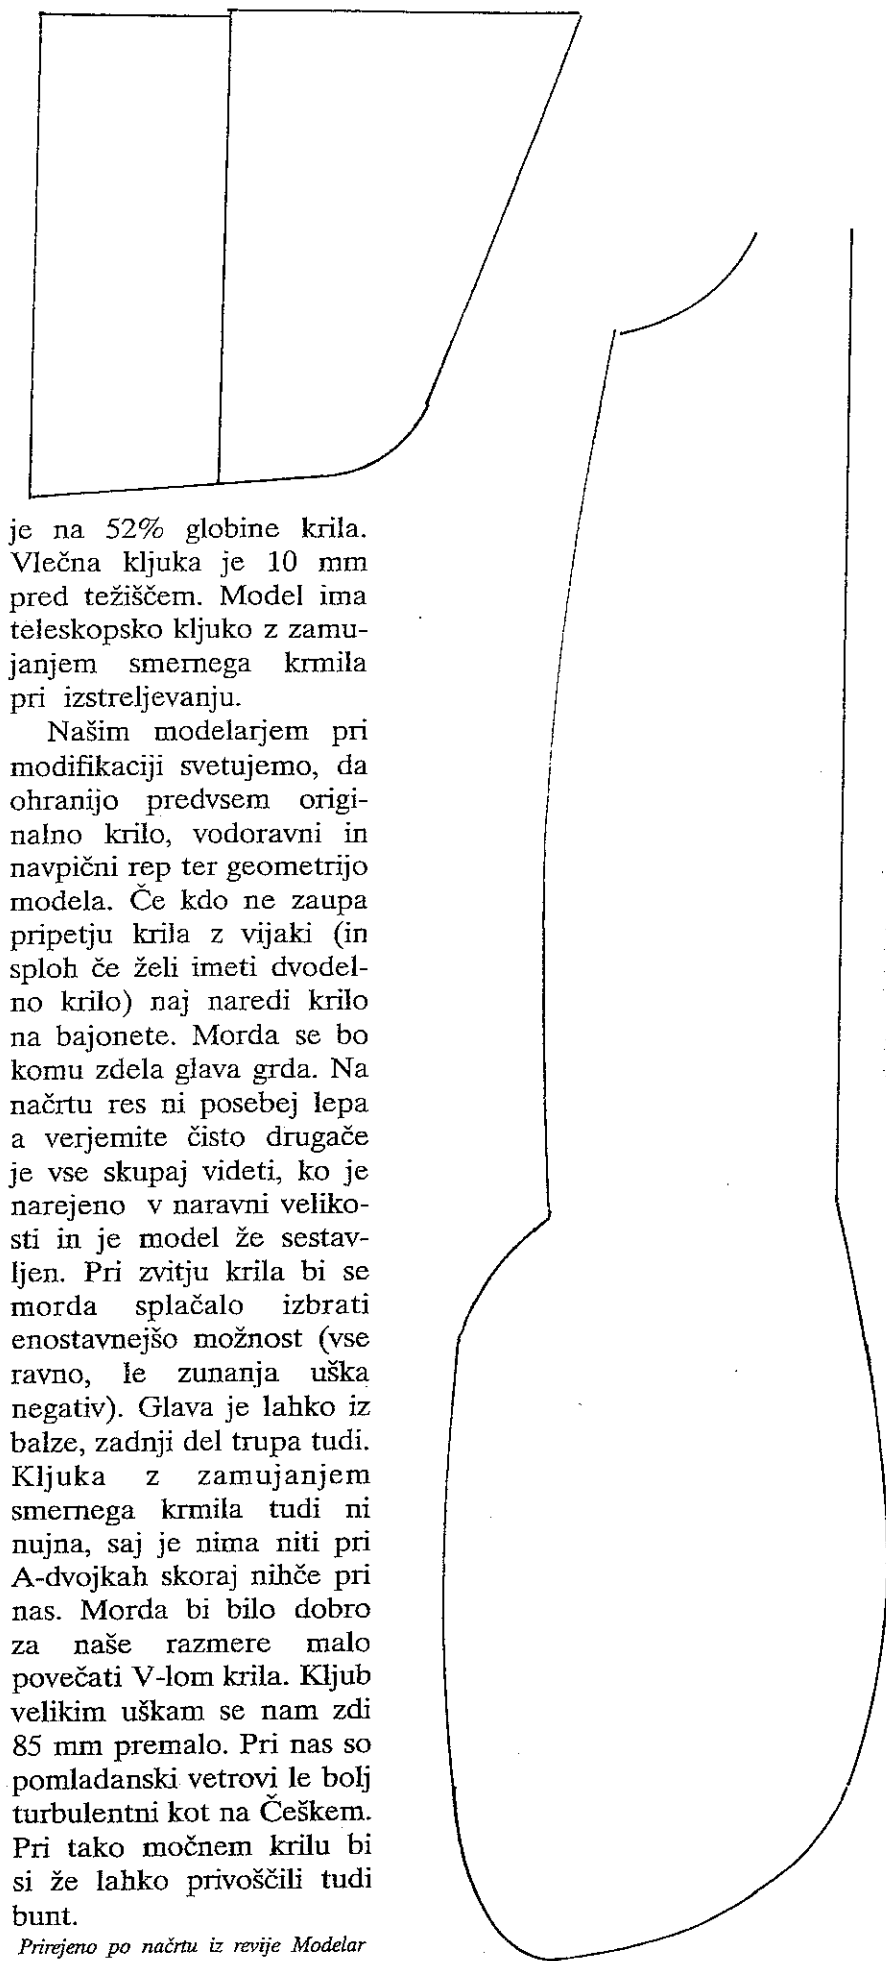 je na 52% globine krila.
Vlečna kljuka je 10 mm
pred težiščem. Model ima
teleskopsko kljuko z zamu-
janjem smernega krmila
pri izstreljevanju.
Našim modelarjem pri
modifikaciji svetujemo, da
ohranijo predvsem origi-
nalno krilo, vodoravni in
navpični rep ter geometrijo
modela. Če kdo ne zaupa
pripetju krila z vijaki (in
sploh če želi imeti dvodel-
no krilo) naj naredi krilo
na bajonete. Morda se bo
komu zdela glava grda. Na
načrtu res ni posebej lepa
a verjemite čisto drugače
je vse skupaj videti, ko je
narejeno v naravni veliko-
sti in je model že sestav-
ljen. Pri zvitju krila bi se
morda splačalo izbrati
enostavnejšo možnost (vse
ravno, le zunanja uška
negativ). Glava je lahko iz
balze, zadnji del trupa tudi.
Kljuka z zamujanjem
smernega krmila tudi ni
nujna, saj je nima niti pri
A-dvojkah skoraj nihče pri
nas. Morda bi bilo dobro
za naše razmere malo
povečati V-lom krila. Kljub
velikim uškam se nam zdi
85 mm premalo. Pri nas so
pomladanski vetrovi le bolj
turbulentni kot na Češkem.
Pri tako močnem krilu bi
si že lahko privoščili tudi
bunt.
Prirejeno po načrtu iz revije Modelar